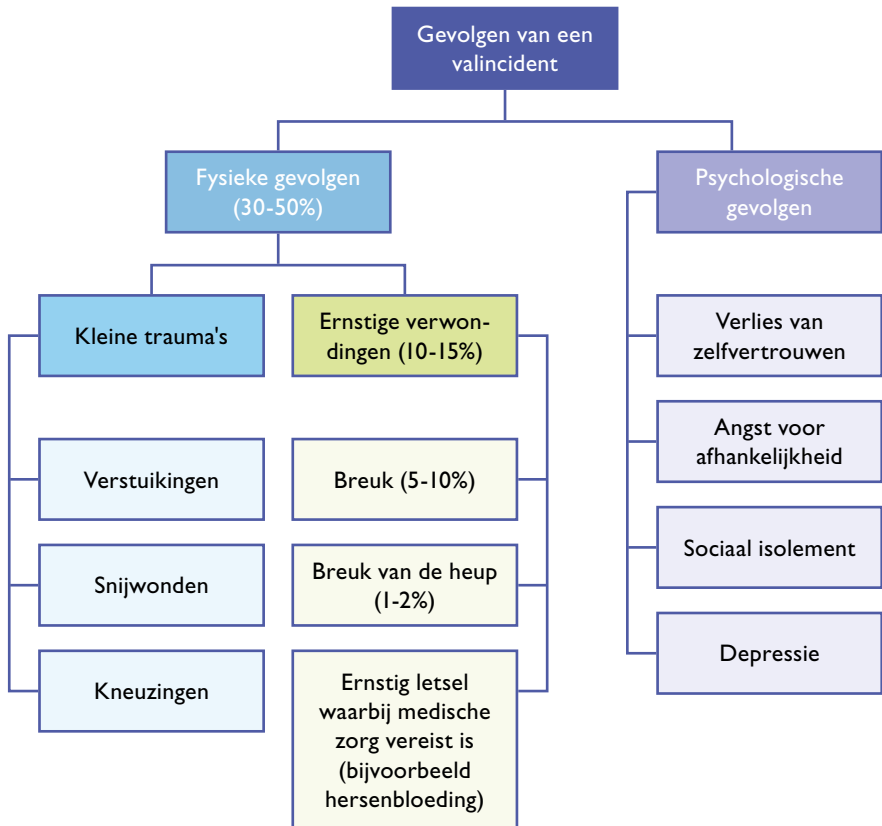 Gevolgen van een
valincident
Fysieke gevolgen
(30-50%)
Psychologische
gevolgen
Kleine trauma's
Ernstige verwon-
dingen (10-15%)
Verlies van
zelfvertrouwen
Angst voor
afhankelijkheid
Verstuikingen
Breuk (5-10%)
Sociaal isolement
Snijwonden
Breuk van de heup
(1-2%)
Depressie
Kneuzingen
Ernstig letsel
waarbij medische
zorg vereist is
(bijvoorbeeld
hersenbloeding)